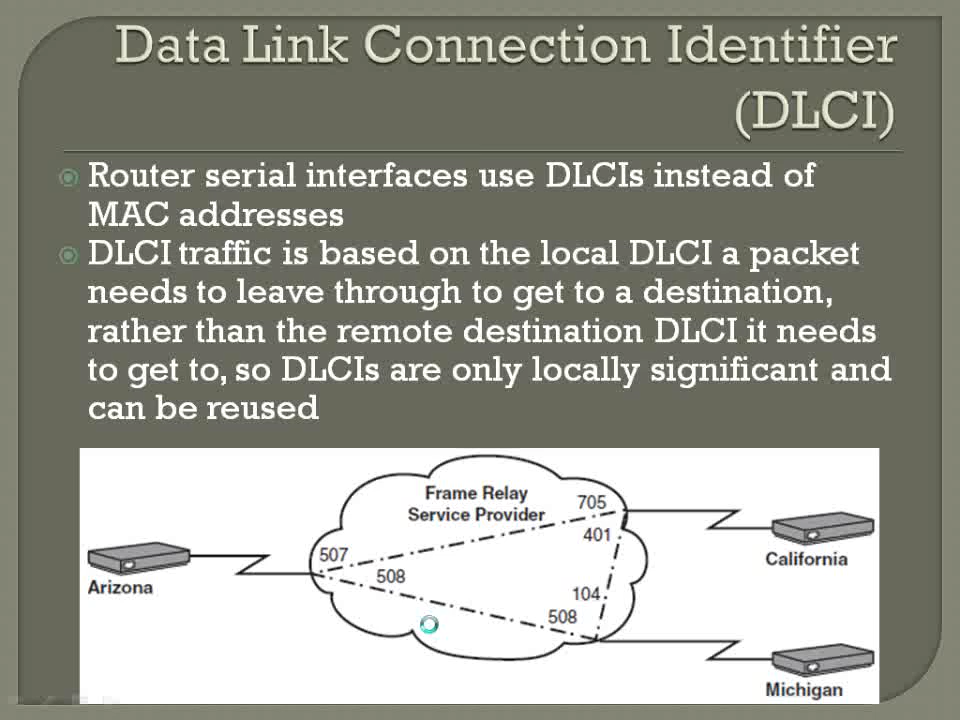 Data Link Connection Identifier
(DLCI)
Router serial interfaces use DLCIs instead of
MAC addresses
DLCI traffic is based on the local DLCI a packet
needs to leave through to get to a destination,
rather than the remote destination DLCI it needs
to get to, so DLCIs are only locally significant and
can be reused
Frame Relay
Service Provider
705
401
507
508
104
508
Arizona
California
Michigan